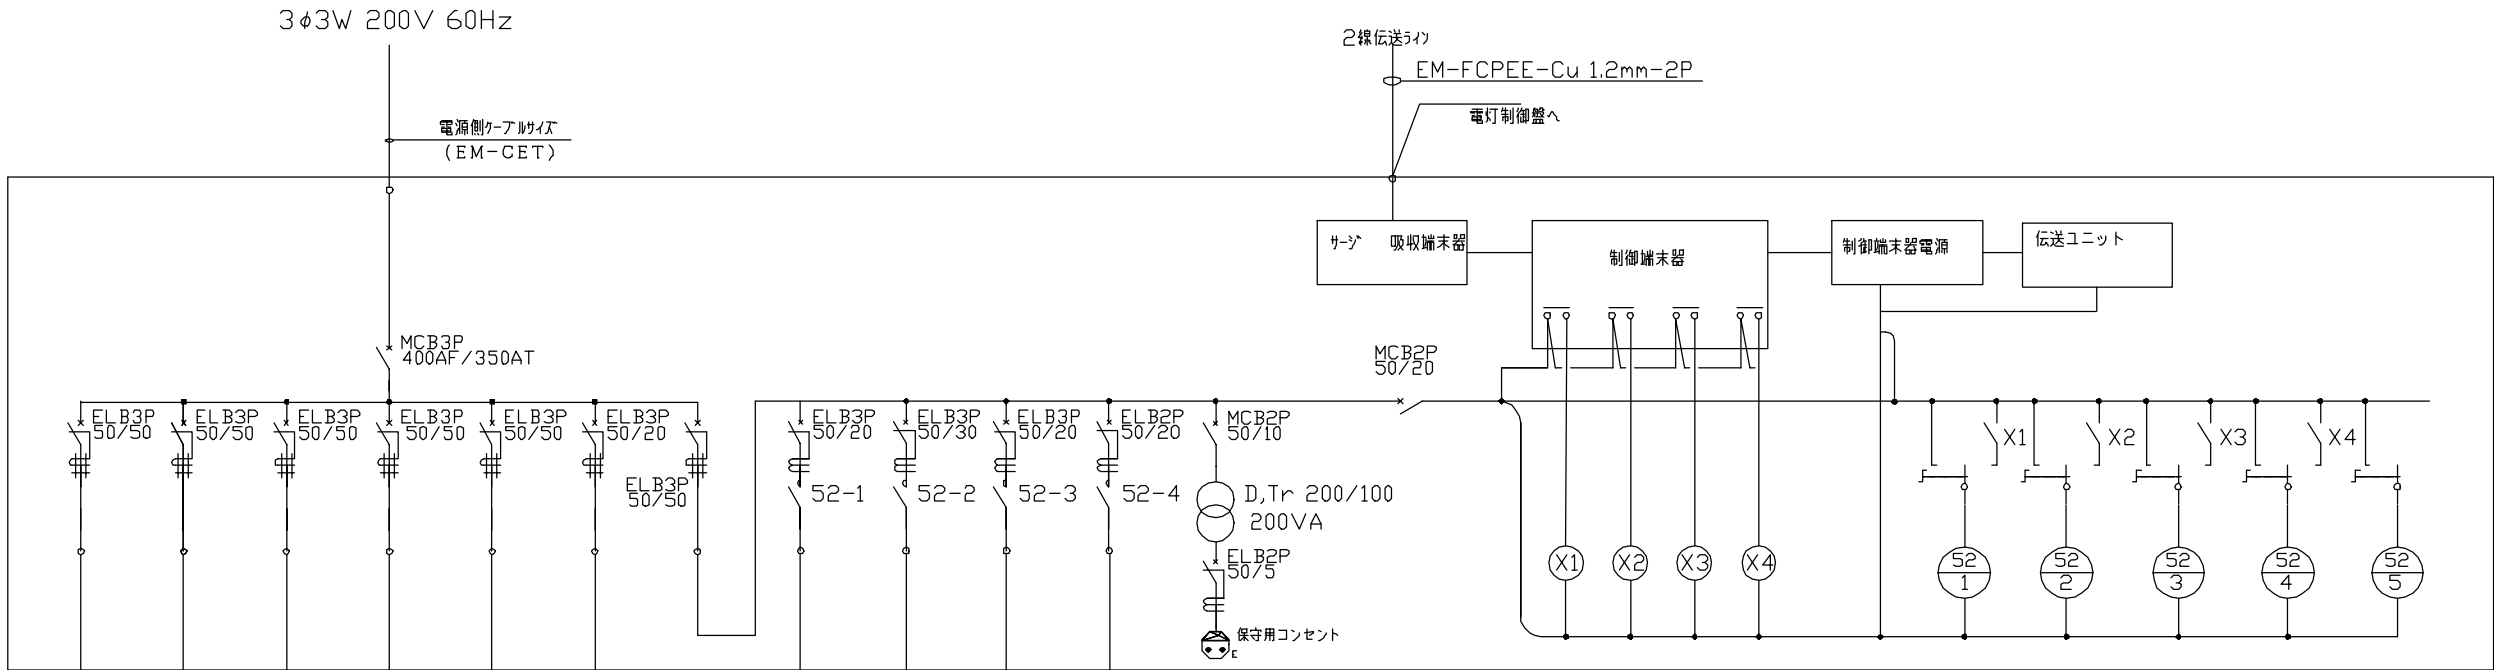 3φ3W 200V 60Hz
2線伝送ライン
EM-FCPEE-Cu 1.2mm-2P
電灯制御盤へ
電源側ケーブルサイズ
(EM-CET)
サージ 吸収端末器
制御端末器
制御端末器電源
伝送ユニット
MCB3P
400AF/350AT
MCB2P
50/20
ELB3P
50/50
ELB3P
50/50
ELB3P
50/50
ELB3P
50/50
ELB3P
50/50
ELB3P
50/20
ELB3P
50/50
ELB3P
50/20
ELB3P
50/30
ELB3P
50/20
ELB2P
50/20
MCB2P
50/10
X1
X2
X3
X4
52-1
52-2
52-3
52-4
D,Tr 200/100
200VA
ELB2P
50/5
X1
X2
X3
X4
52
1
52
2
52
3
52
4
52
5
保守用コンセント
E